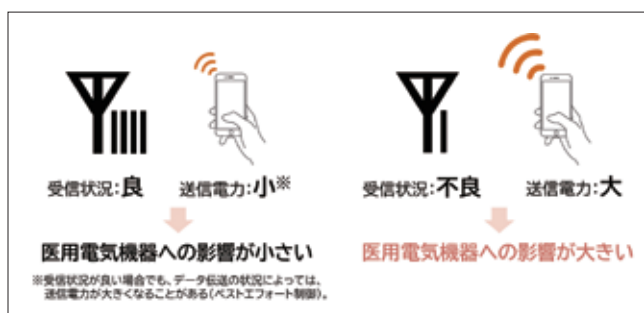 受信状況:良 送信電力:小※
医用電気機器への影響が小さい
※受信状況が良い場合でも、データ伝送の状況によっては、
送信電力が大きくなることがある(ベストエフォート制御)。
受信状況:不良 送信電力:大
医用電気機器への影響が大きい